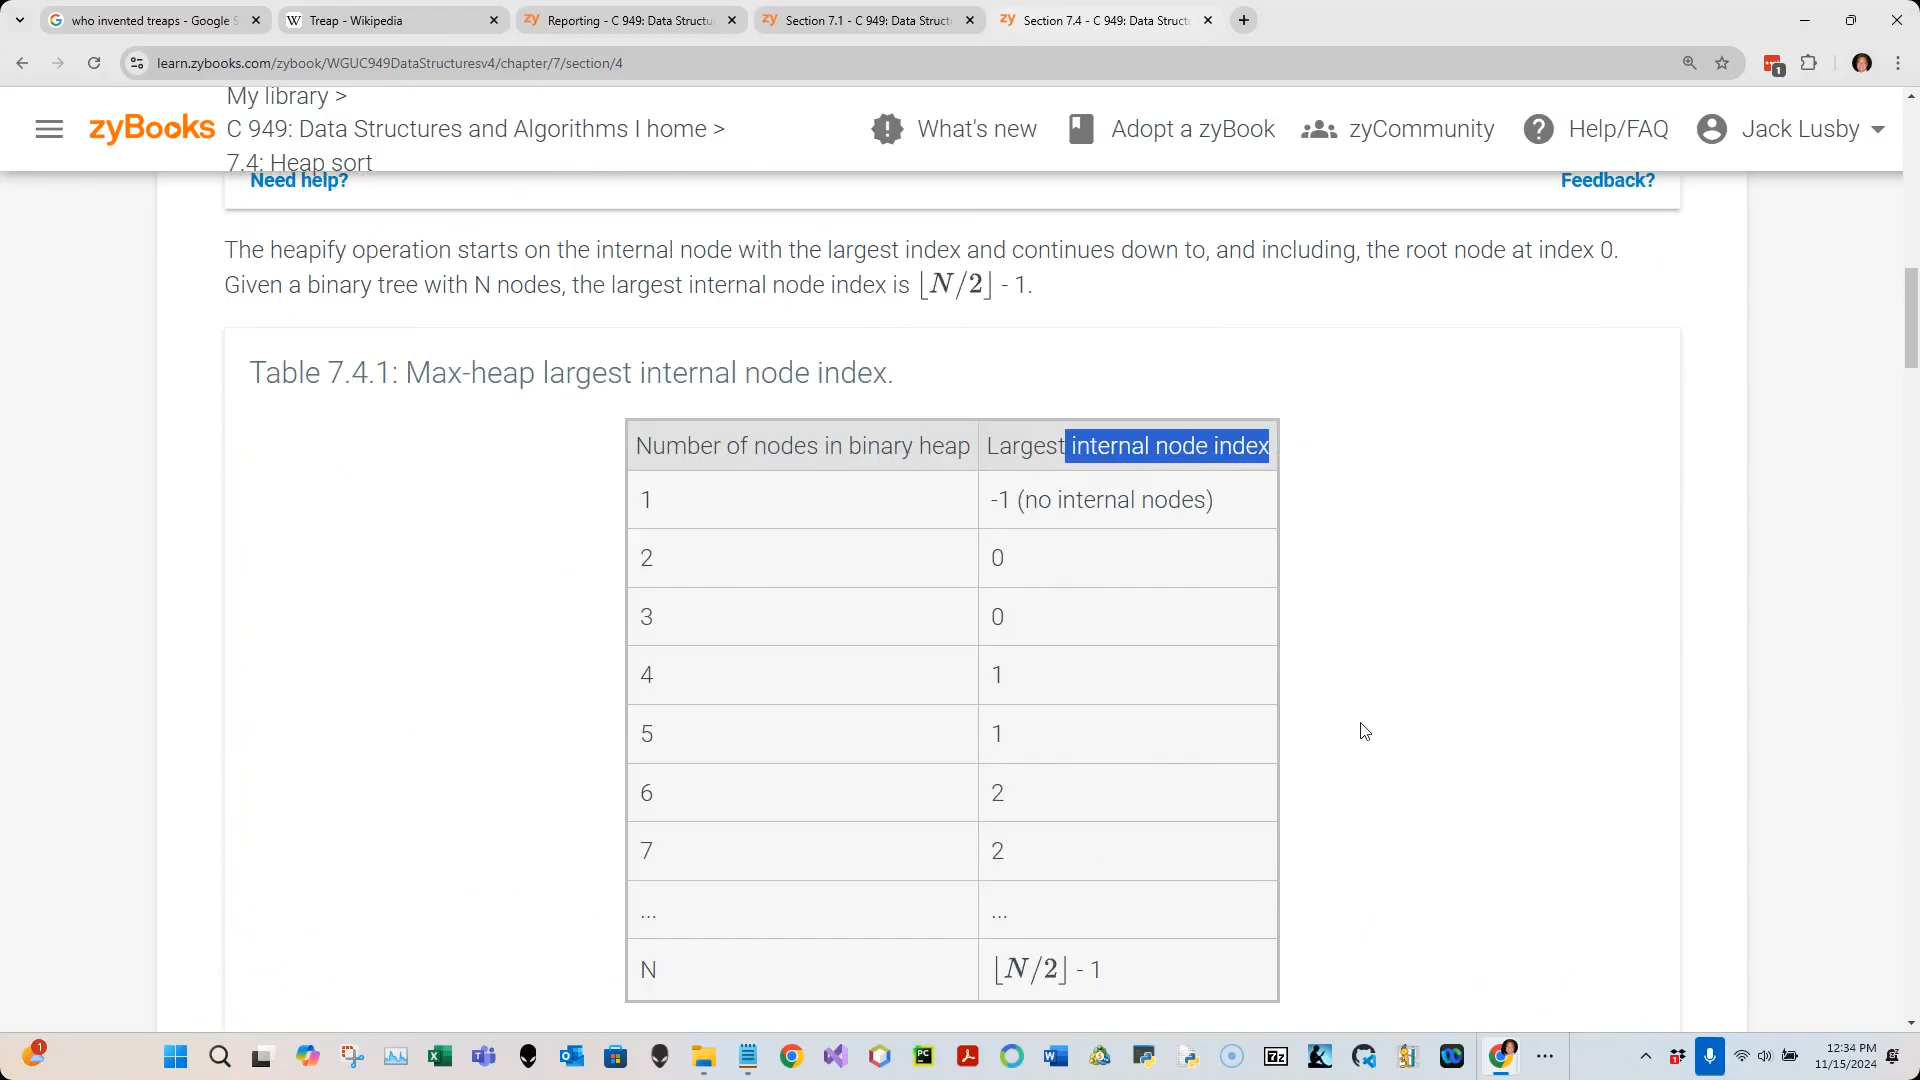 who invented treaps - Google S
Treap - Wikipedia
Reporting - C 949: Data Structu
Section 7.1 - C 949: Data Struct
Section 7.4 - C 949: Data Struct
learn.zybooks.com/zybook/WGUC949DataStructuresv4/chapter/7/section/4
1
zyBooks
My library >
C 949: Data Structures and Algorithms I home >
7.4: Heap sort
What's new
Adopt a zyBook
zyCommunity
Help/FAQ
Jack Lusby
Need help?
Feedback?
The heapify operation starts on the internal node with the largest index and continues down to, and including, the root node at index 0.
Given a binary tree with N nodes, the largest internal node index is ⌊N/2⌋ - 1.
Table 7.4.1: Max-heap largest internal node index.
Number of nodes in binary heap Largest internal node index
1 -1 (no internal nodes)
2 0
3 0
4 1
5 1
6 2
7 2
... ...
N ⌊N/2⌋ - 1
12:34 PM
11/15/2024